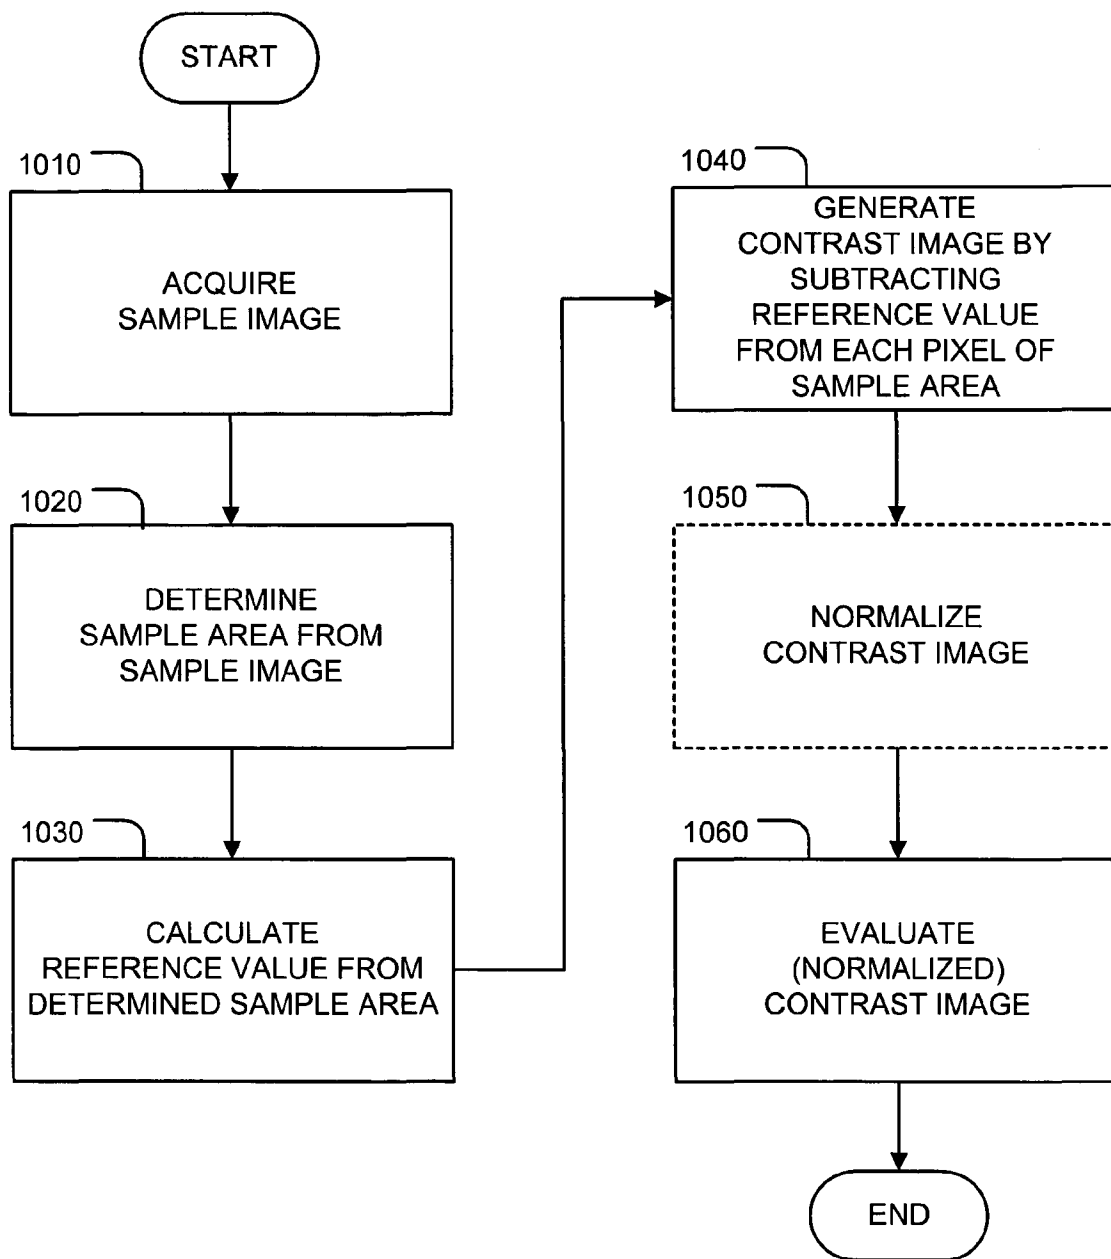 START
1010
ACQUIRE
SAMPLE IMAGE
1020
DETERMINE
SAMPLE AREA FROM
SAMPLE IMAGE
1030
CALCULATE
REFERENCE VALUE FROM
DETERMINED SAMPLE AREA
1040
GENERATE
CONTRAST IMAGE BY
SUBTRACTING
REFERENCE VALUE
FROM EACH PIXEL OF
SAMPLE AREA
1050
NORMALIZE
CONTRAST IMAGE
1060
EVALUATE
(NORMALIZED)
CONTRAST IMAGE
END